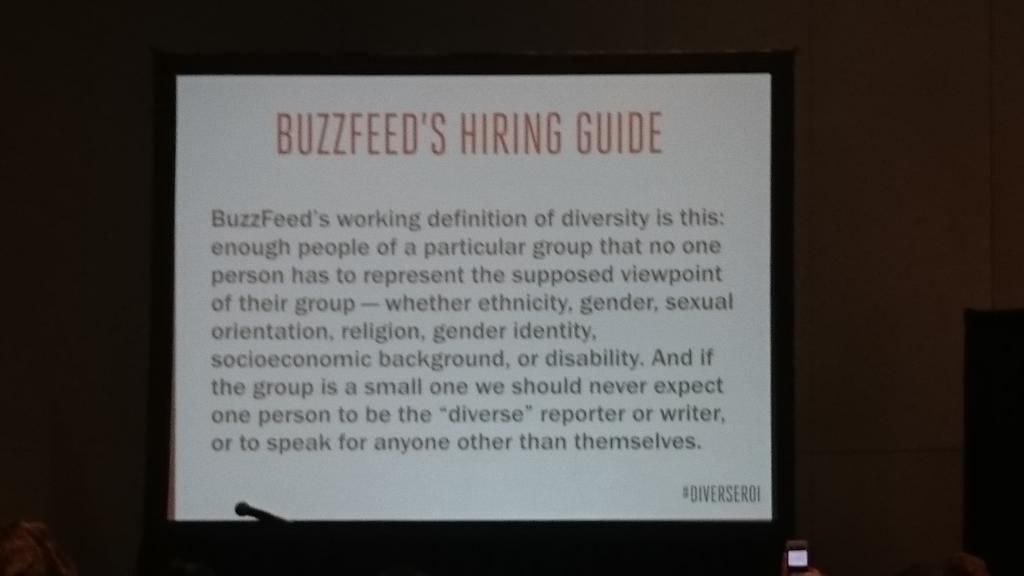 BUZZFEED'S HIRING GUIDE
BuzzFeed's working definition of diversity is this:
enough people of a particular group that no one
person has to represent the supposed viewpoint
of their group — whether ethnicity, gender, sexual
orientation, religion, gender identity,
socioeconomic background, or disability. And if
the group is a small one we should never expect
one person to be the “diverse” reporter or writer,
or to speak for anyone other than themselves.
#DIVERSEROI